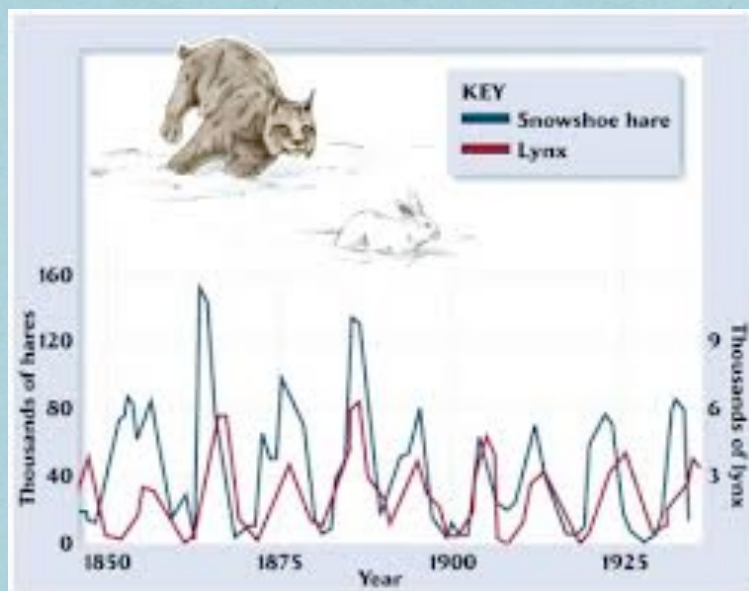 KEY
Snowshoe hare
Lynx
160
120
80
40
0
Thousands of hares
9
6
3
Thousands of lynx
1850 1875 1900 1925
Year